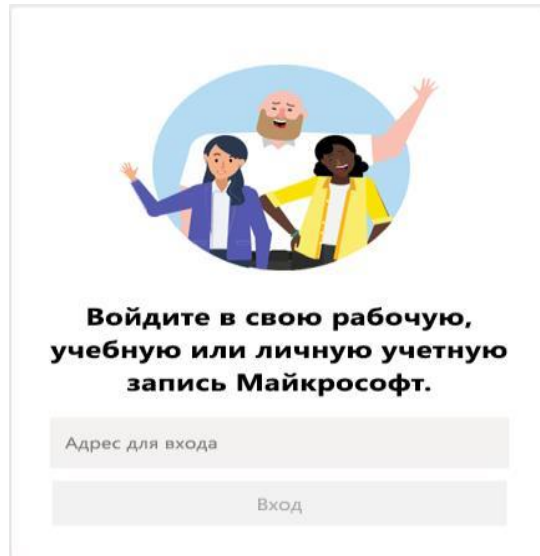 Войдите в свою рабочую,
учебную или личную учетную
запись Майкрософт.
Адрес для входа
Вход